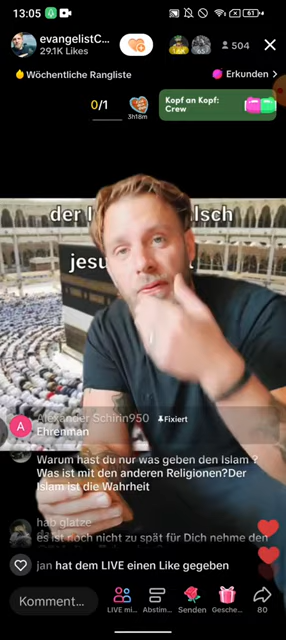 13:05
61
evangelistC...
29.1K Likes
504
Wöchentliche Rangliste
Erkunden
0/1
3h18m
Kopf an Kopf:
Crew
der I lsch
jesu
A
Alexander Schirin950 Fixiert
Ehrenman
Warum hast du nur was geben den Islam ?
Was ist mit den anderen Religionen?Der
Islam ist die Wahrheit
hab glatze
es ist noch nicht zu spät für Dich nehme den
jan hat dem LIVE einen Like gegeben
Komment...
LIVE mi...
Abstim...
Senden
Gesche...
80